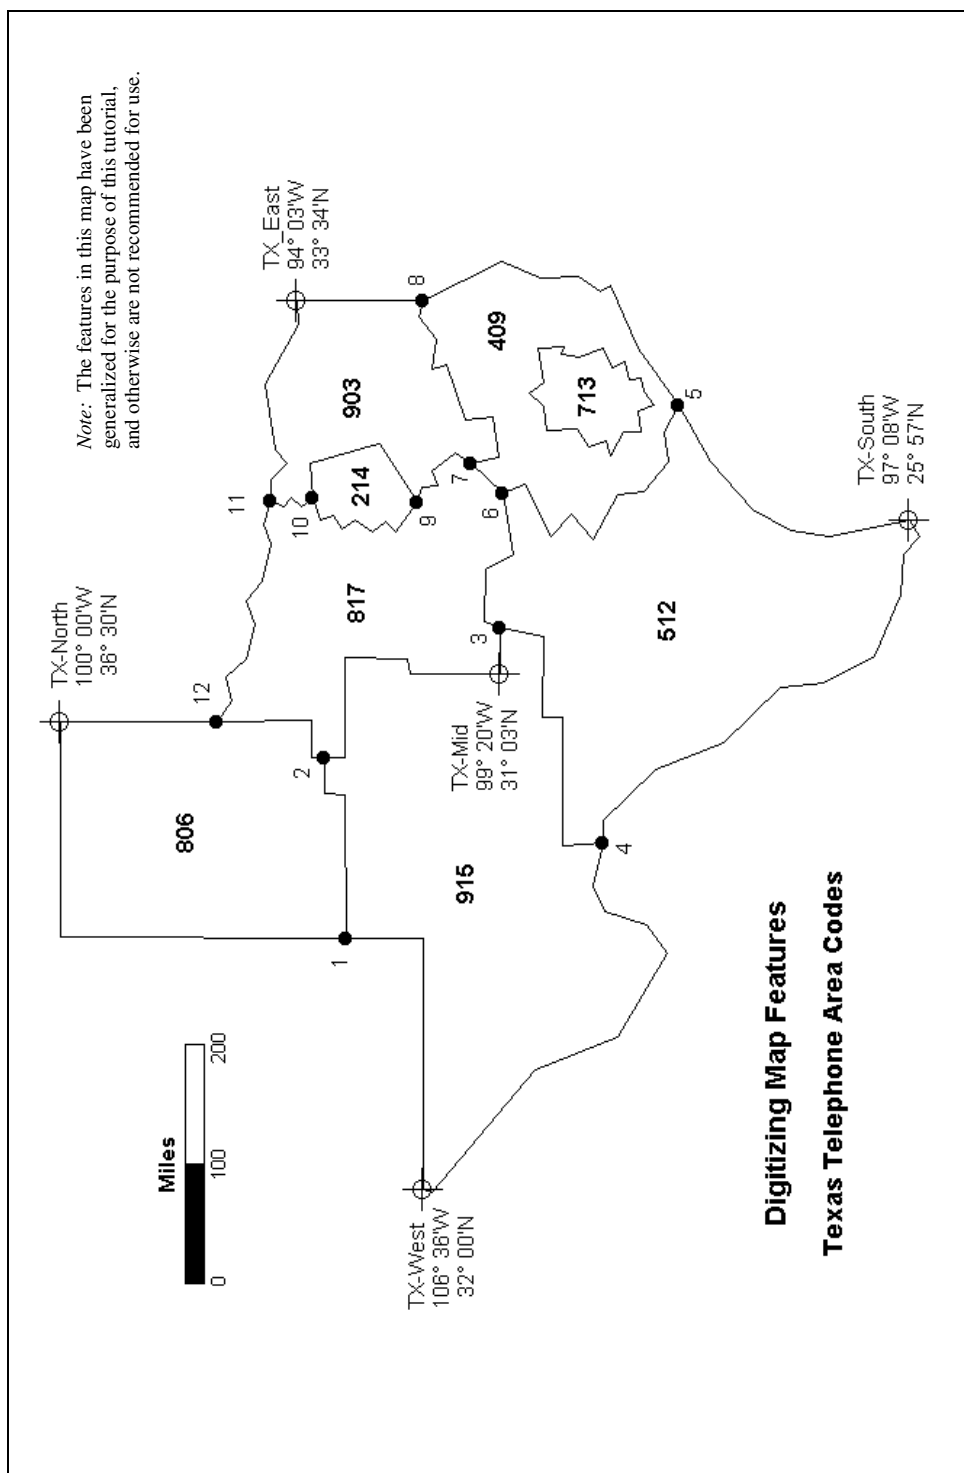 Note: The features in this map have been
generalized for the purpose of this tutorial,
and otherwise are not recommended for use.
TX-North
100° 00'W
36° 30'N
TX_East
94° 03'W
33° 34'N
12
11
10
806
2
817
214
903
9
8
1
7
3
6
409
TX-Mid
99° 20'W
31° 03'N
915
713
TX-West
106° 36'W
32° 00'N
4
512
5
TX-South
97° 08'W
25° 57'N
Miles
0
100
200
Digitizing Map Features
Texas Telephone Area Codes